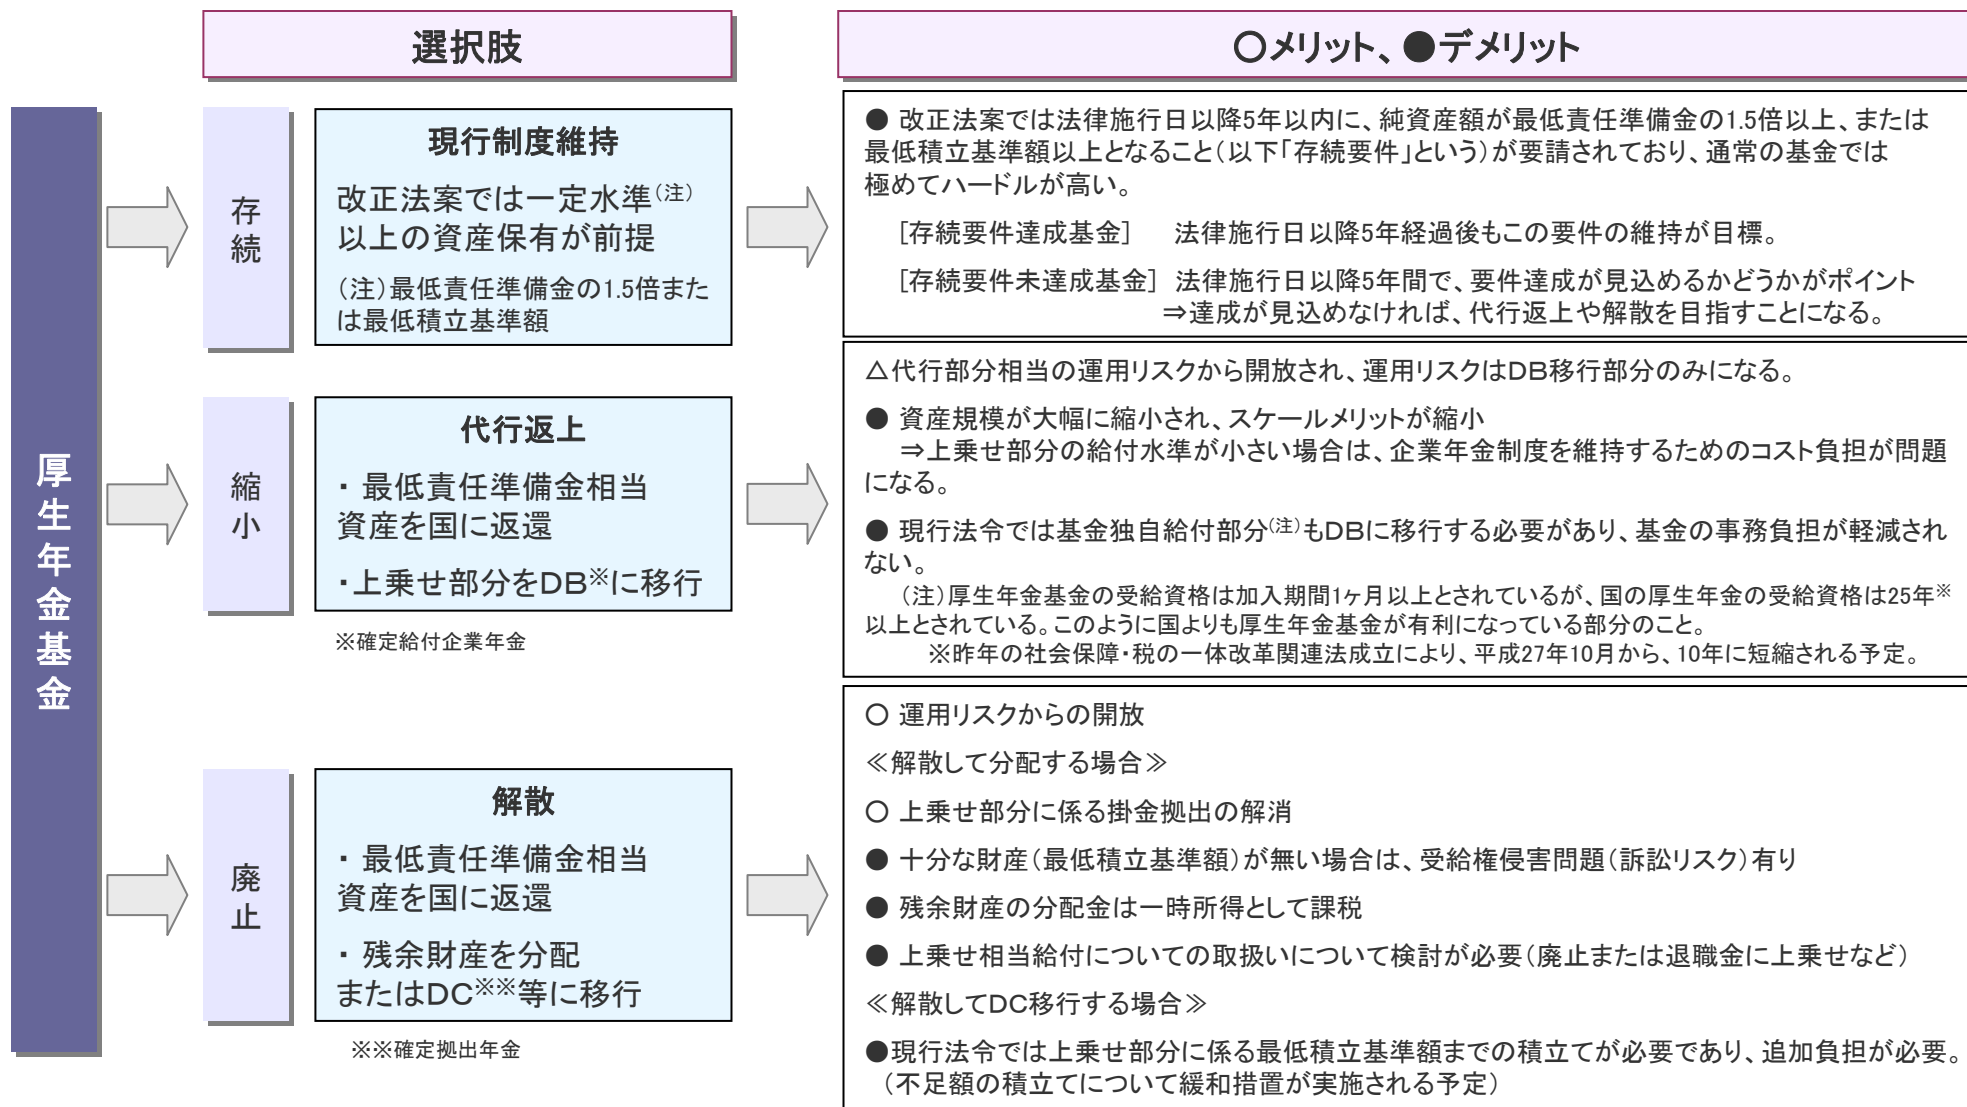 選択肢
〇メリット、●デメリット
厚生年金基金
存続
現行制度維持
改正法案では一定水準（注）
以上の資産保有が前提
（注）最低責任準備金の1.5倍また
は最低積立基準額
● 改正法案では法律施行日以降5年以内に、純資産額が最低責任準備金の1.5倍以上、または
最低積立基準額以上となること（以下「存続要件」という）が要請されており、通常の基金では
極めてハードルが高い。
［存続要件達成基金］　法律施行日以降5年経過後もこの要件の維持が目標。
［存続要件未達成基金］ 法律施行日以降5年間で、要件達成が見込めるかどうかがポイント
⇒達成が見込めなければ、代行返上や解散を目指すことになる。
縮小
代行返上
・ 最低責任準備金相当
資産を国に返還
・上乗せ部分をDB※に移行
※確定給付企業年金
△代行部分相当の運用リスクから開放され、運用リスクはDB移行部分のみになる。
● 資産規模が大幅に縮小され、スケールメリットが縮小
⇒上乗せ部分の給付水準が小さい場合は、企業年金制度を維持するためのコスト負担が問題
になる。
● 現行法令では基金独自給付部分（注）もDBに移行する必要があり、基金の事務負担が軽減され
ない。
（注）厚生年金基金の受給資格は加入期間1ヶ月以上とされているが、国の厚生年金の受給資格は25年※
以上とされている。このように国よりも厚生年金基金が有利になっている部分のこと。
※昨年の社会保障・税の一体改革関連法成立により、平成27年10月から、10年に短縮される予定。
廃止
解散
・ 最低責任準備金相当
資産を国に返還
・ 残余財産を分配
またはDC※※等に移行
※※確定拠出年金
〇 運用リスクからの開放
≪解散して分配する場合≫
〇 上乗せ部分に係る掛金拠出の解消
● 十分な財産（最低積立基準額）が無い場合は、受給権侵害問題（訴訟リスク）有り
● 残余財産の分配金は一時所得として課税
● 上乗せ相当給付についての取扱いについて検討が必要（廃止または退職金に上乗せなど）
≪解散してDC移行する場合≫
●現行法令では上乗せ部分に係る最低積立基準額までの積立てが必要であり、追加負担が必要。
（不足額の積立てについて緩和措置が実施される予定）